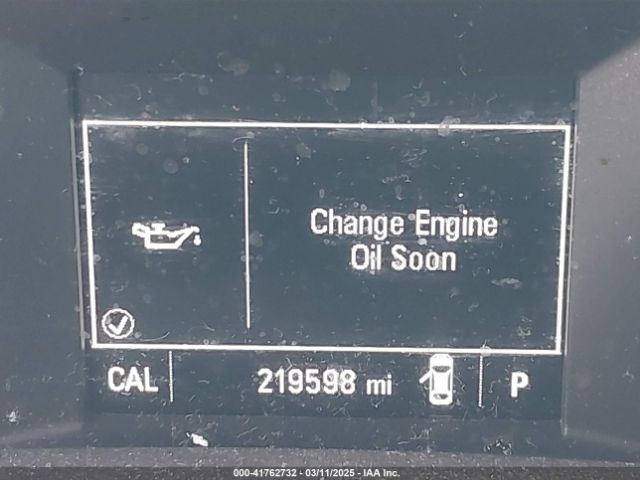 Change Engine
Oil Soon
CAL
219598 mi
P
000-41762732 - 03/11/2025 - IAA Inc.